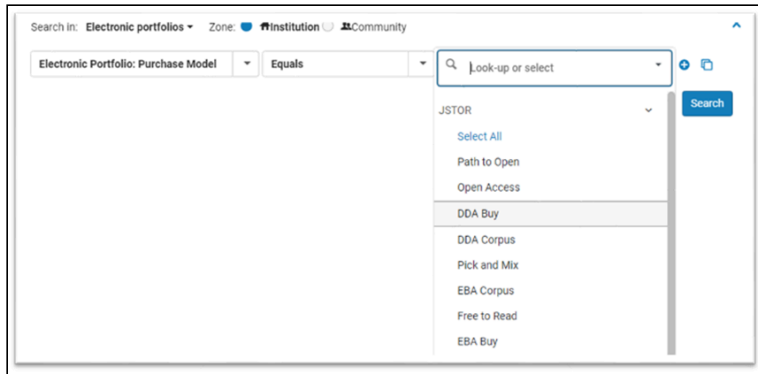 Search in: Electronic portfolios Zone: Institution Community
Electronic Portfolio: Purchase Model Equals Look-up or select
Search
JSTOR
Select All
Path to Open
Open Access
DDA Buy
DDA Corpus
Pick and Mix
EBA Corpus
Free to Read
EBA Buy